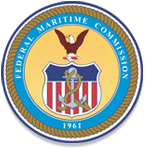 FEDERAL MARITIME COMMISSION
1961